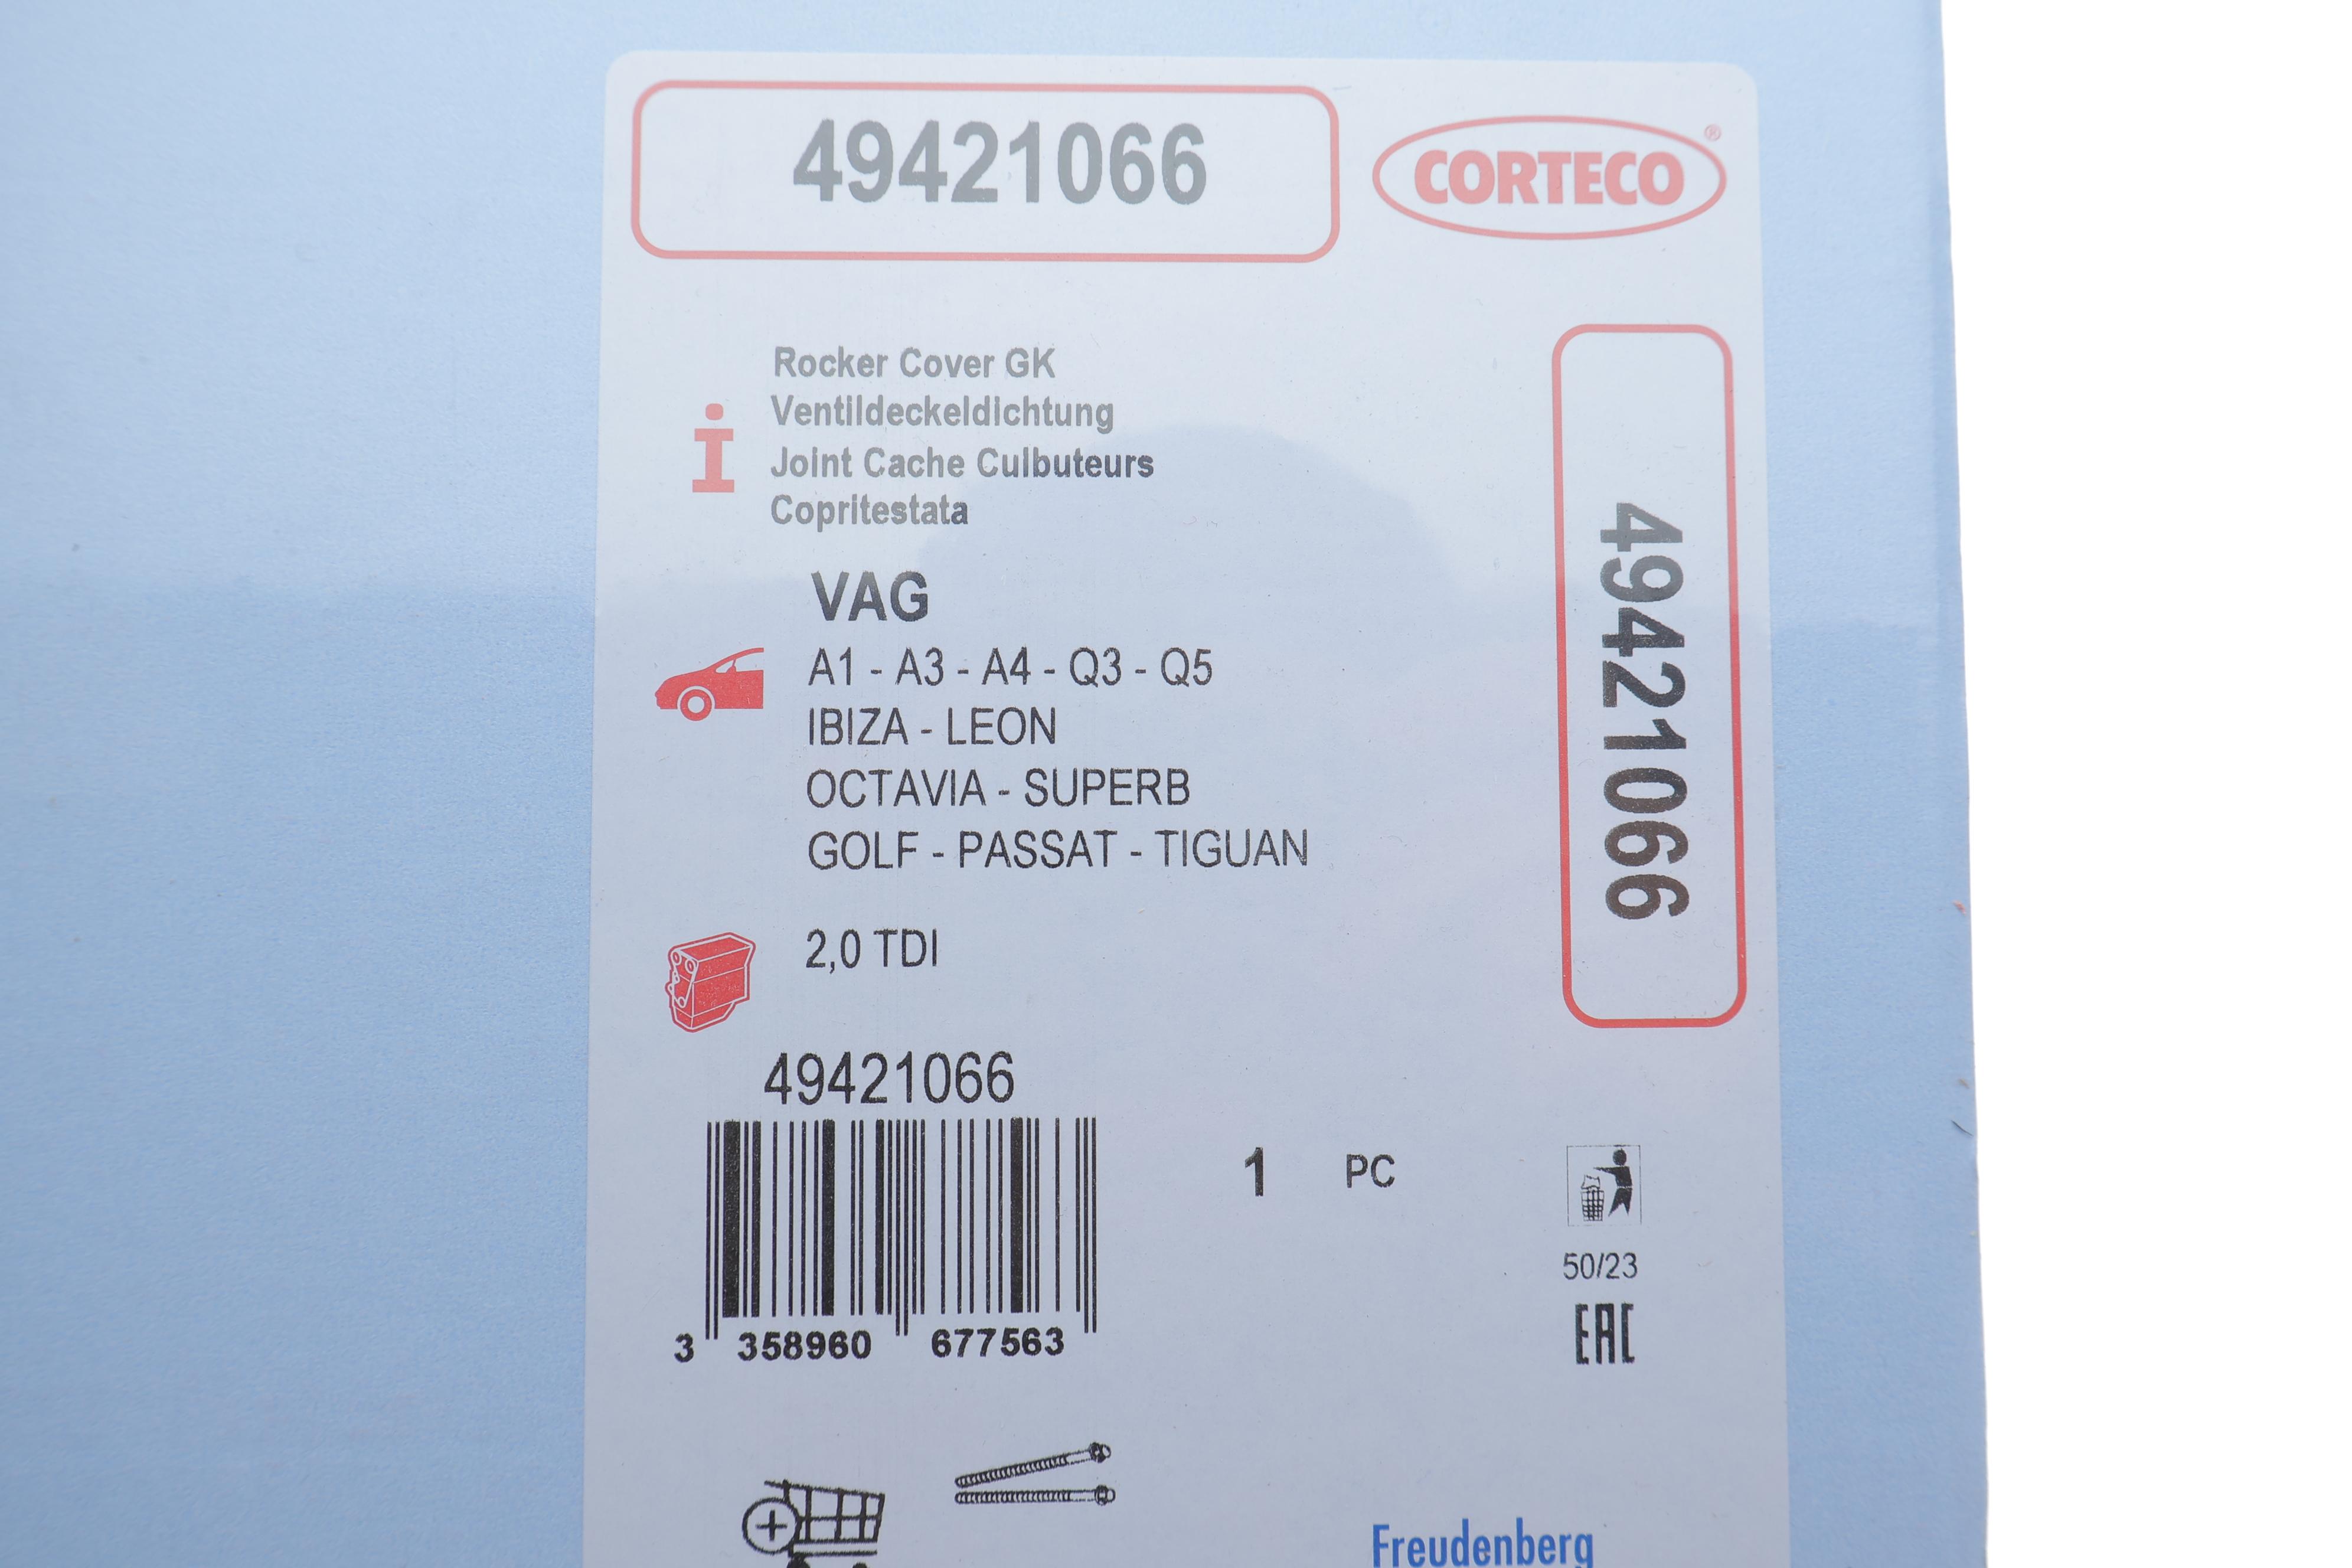 49421066
CORTECO®
Rocker Cover GK
Ventildeckeldichtung
Joint Cache Culbuteurs
Copritestata
49421066
VAG
A1 - A3 - A4 - Q3 - Q5
IBIZA - LEON
OCTAVIA - SUPERB
GOLF - PASSAT - TIGUAN
2,0 TDI
49421066
3 358960 677563
1 PC
50/23
EAC
Freudenberg